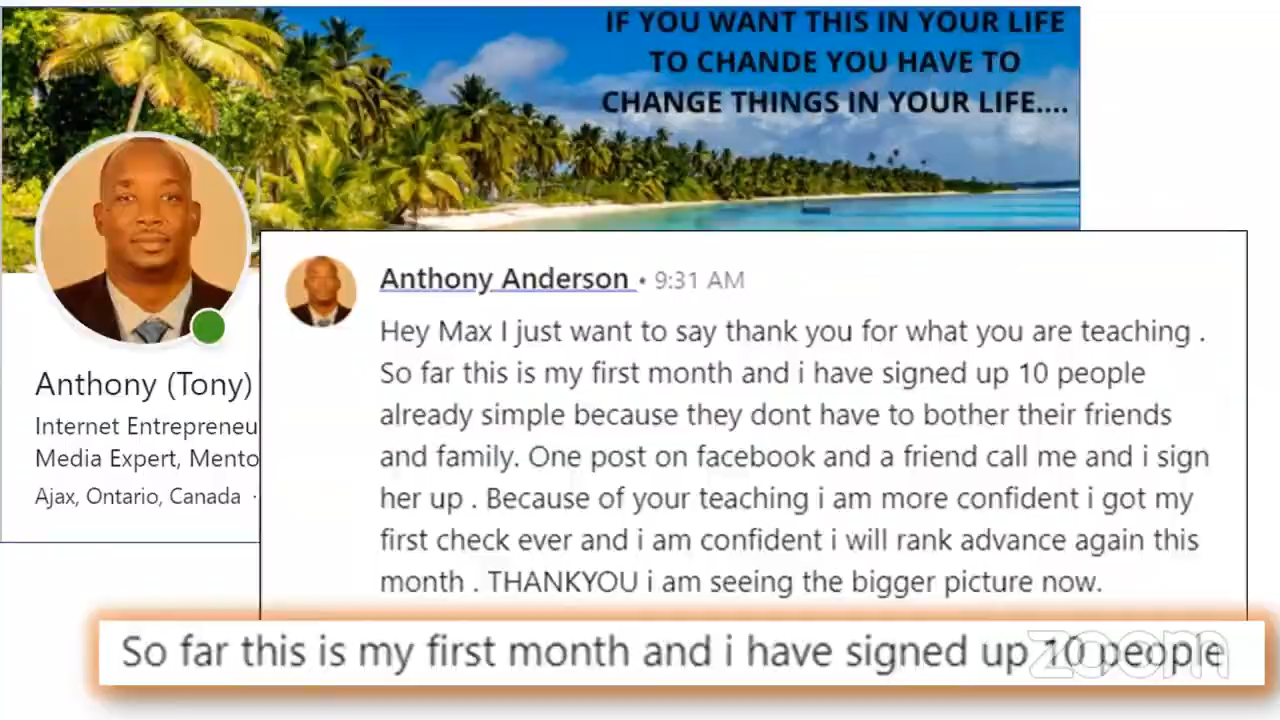 IF YOU WANT THIS IN YOUR LIFE
TO CHANDE YOU HAVE TO
CHANGE THINGS IN YOUR LIFE....
Anthony (Tony)
Internet Entrepreneu
Media Expert, Mento
Ajax, Ontario, Canada ·
Anthony Anderson • 9:31 AM
Hey Max I just want to say thank you for what you are teaching .
So far this is my first month and i have signed up 10 people
already simple because they dont have to bother their friends
and family. One post on facebook and a friend call me and i sign
her up . Because of your teaching i am more confident i got my
first check ever and i am confident i will rank advance again this
month . THANKYOU i am seeing the bigger picture now.
So far this is my first month and i have signed up 10 people
zoom